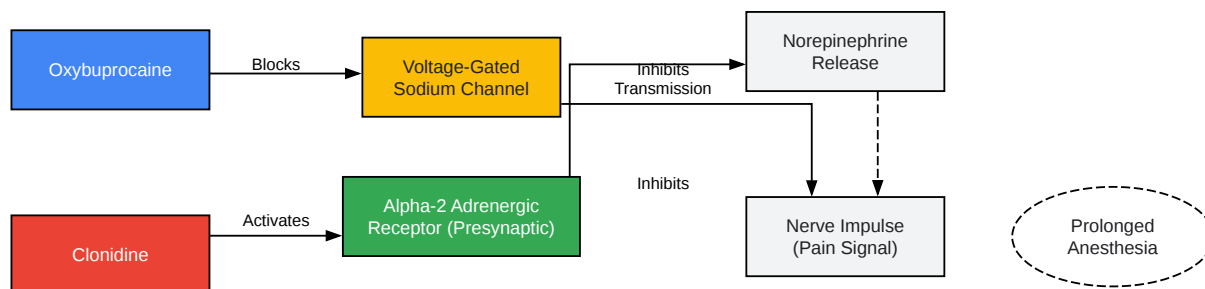 Oxybuprocaine
Blocks
Voltage-Gated
Sodium Channel
Inhibits
Transmission
Norepinephrine
Release
Clonidine
Activates
Alpha-2 Adrenergic
Receptor (Presynaptic)
Inhibits
Nerve Impulse
(Pain Signal)
Prolonged
Anesthesia